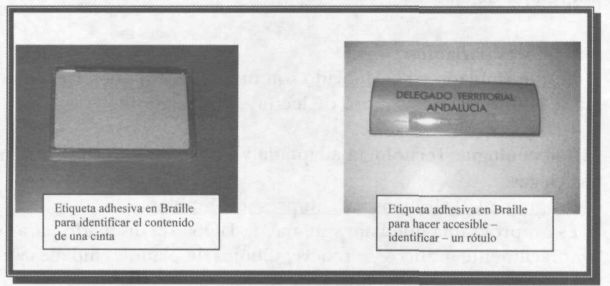 DELEGADO TERRITORIAL
ANDALUCIA
Etiqueta adhesiva en Braille
para identificar el contenido
de una cinta
Etiqueta adhesiva en Braille
para hacer accesible –
identificar – un rótulo